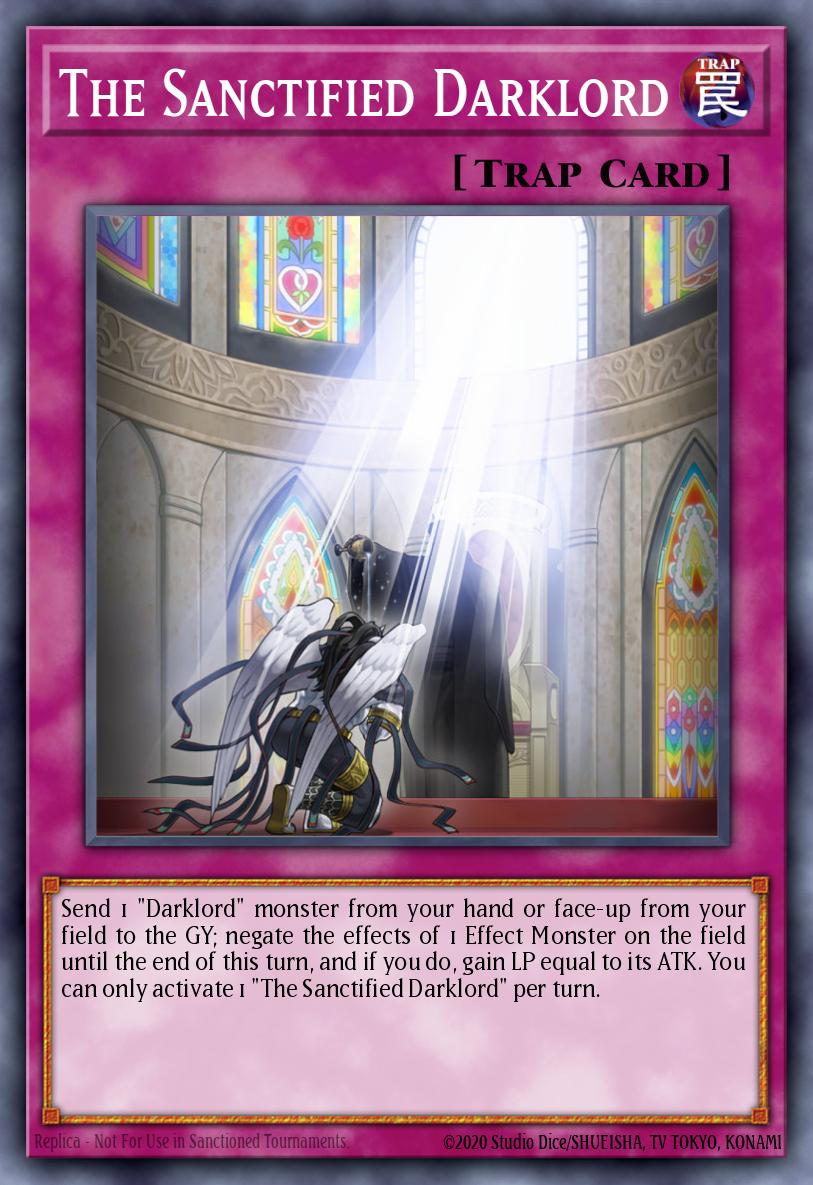 The Sanctified Darklord
TRAP
罠
[Trap Card]
Send 1 "Darklord" monster from your hand or face-up from your
field to the GY; negate the effects of 1 Effect Monster on the field
until the end of this turn, and if you do, gain LP equal to its ATK. You
can only activate 1 "The Sanctified Darklord" per turn.
Replica - Not For Use in Sanctioned Tournaments.
©2020 Studio Dice/SHUEISHA, TV TOKYO, KONAMI